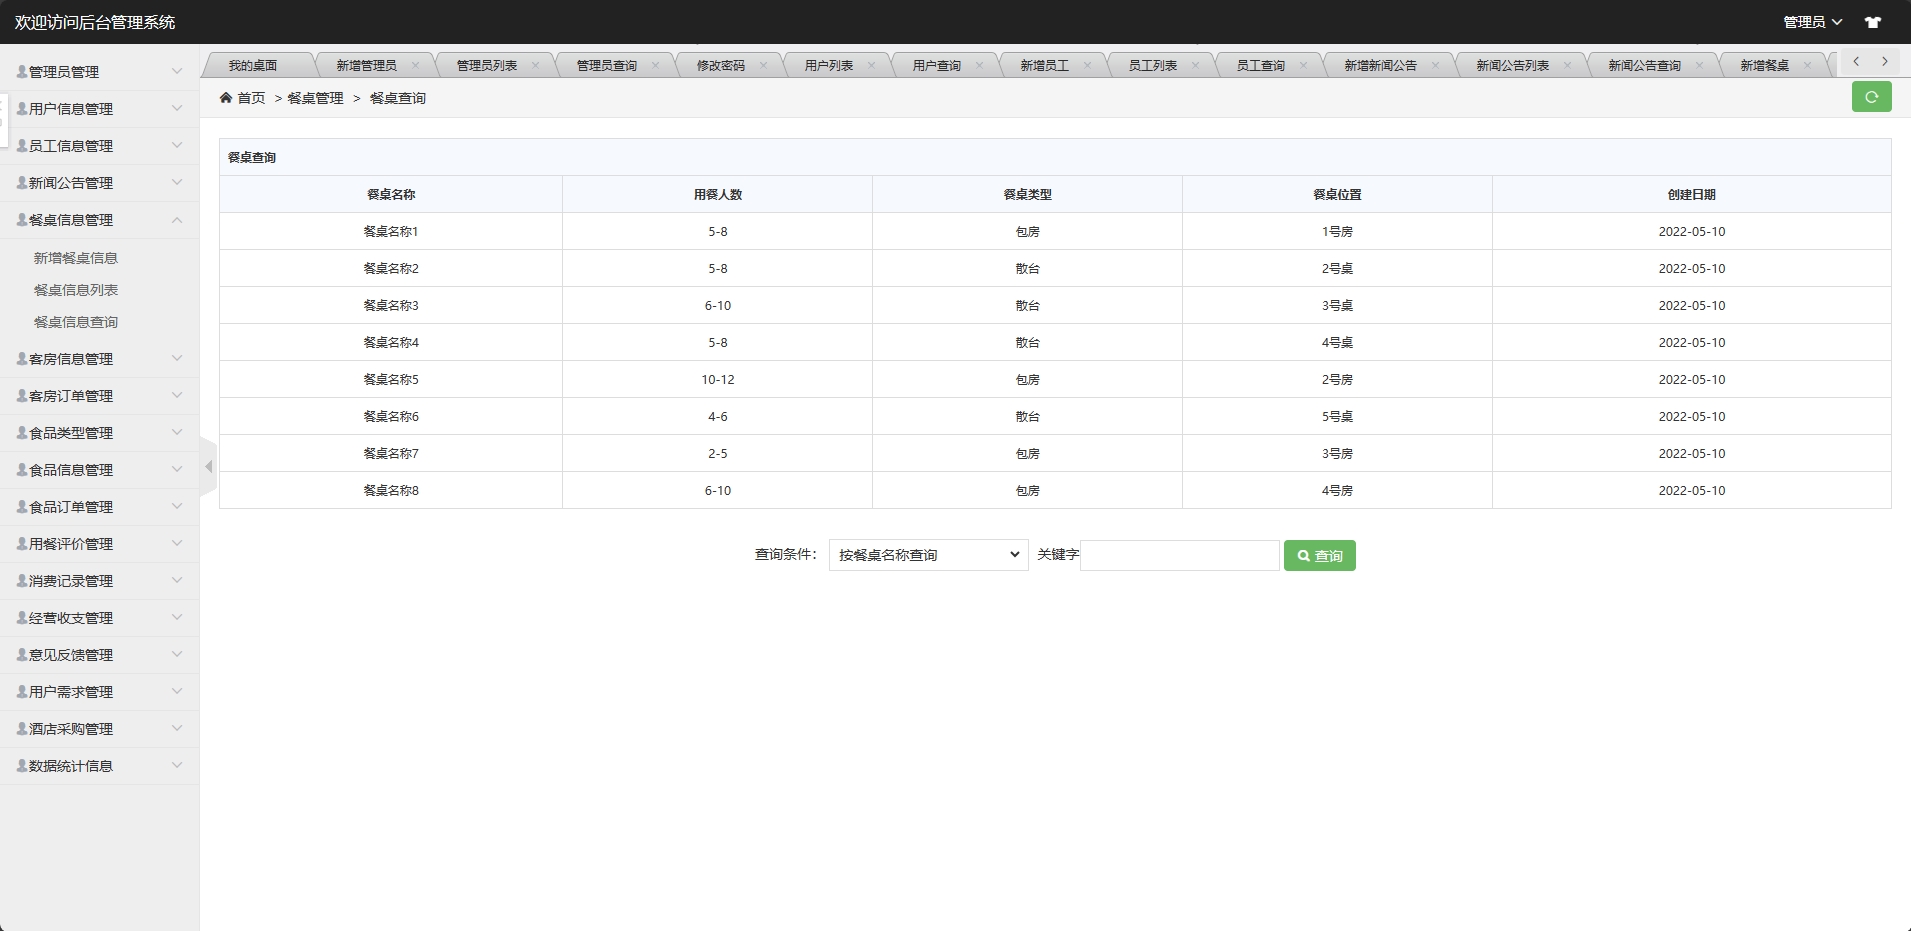 欢迎访问后台管理系统
管理员
管理员管理
用户信息管理
员工信息管理
新闻公告管理
餐桌信息管理
新增餐桌信息
餐桌信息列表
餐桌信息查询
客房信息管理
客房订单管理
食品类型管理
食品信息管理
食品订单管理
用餐评价管理
消费记录管理
经营收支管理
意见反馈管理
用户需求管理
酒店采购管理
数据统计信息
我的桌面 新增管理员 管理员列表 管理员查询 修改密码 用户列表 用户查询 新增员工 员工列表 员工查询 新增新闻公告 新闻公告列表 新闻公告查询 新增餐桌
首页 > 餐桌管理 > 餐桌查询
餐桌查询
餐桌名称 用餐人数 餐桌类型 餐桌位置 创建日期
餐桌名称1 5-8 包房 1号房 2022-05-10
餐桌名称2 5-8 散台 2号桌 2022-05-10
餐桌名称3 6-10 散台 3号桌 2022-05-10
餐桌名称4 5-8 散台 4号桌 2022-05-10
餐桌名称5 10-12 包房 2号房 2022-05-10
餐桌名称6 4-6 散台 5号桌 2022-05-10
餐桌名称7 2-5 包房 3号房 2022-05-10
餐桌名称8 6-10 包房 4号房 2022-05-10
查询条件： 按餐桌名称查询 关键字 查询